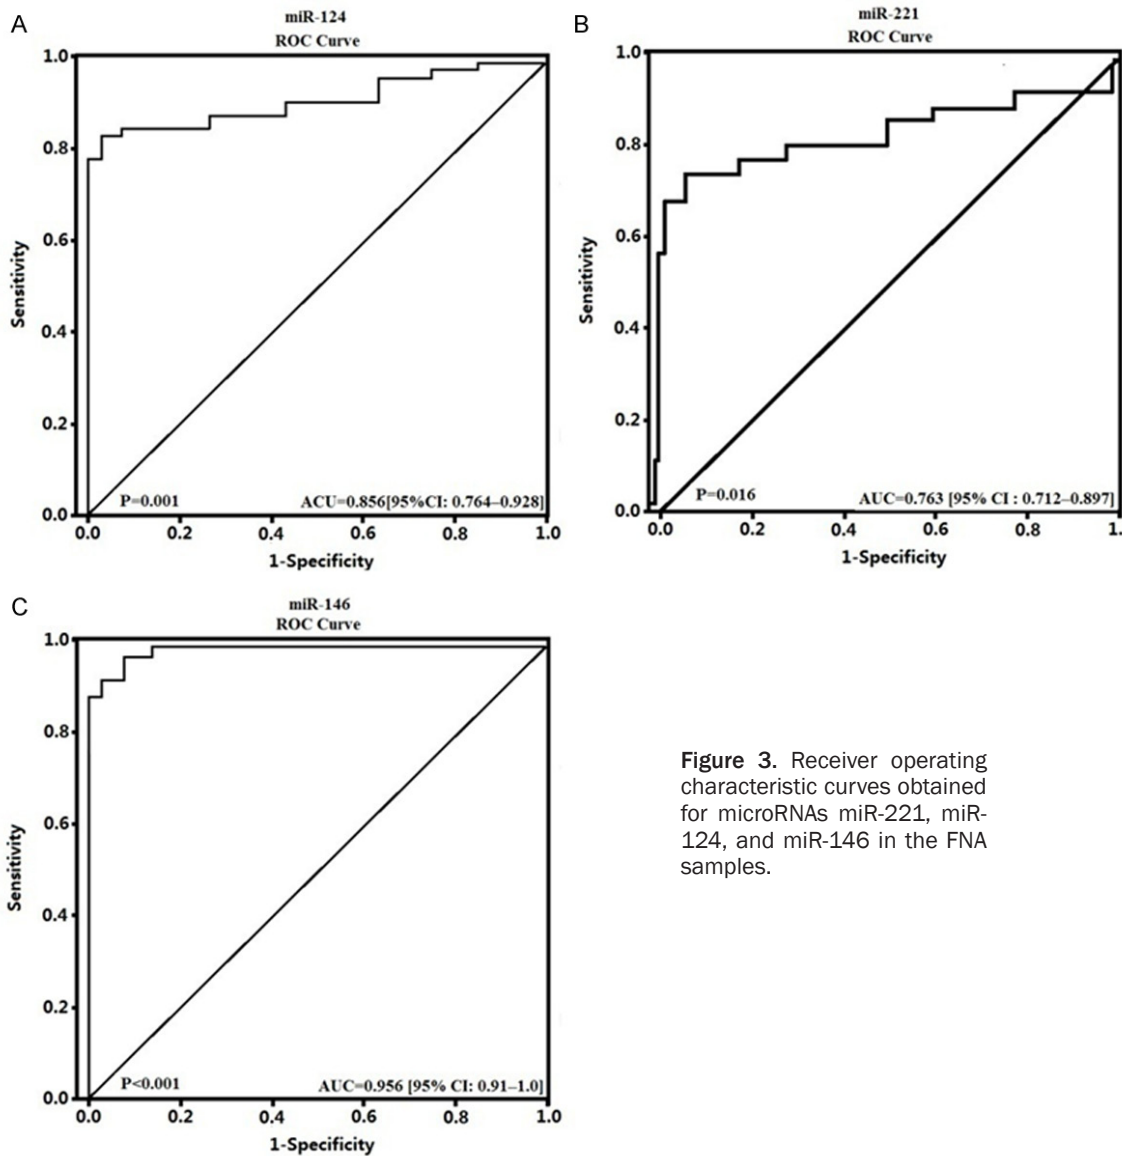 A
miR-124
ROC Curve
1.0
0.8
0.6
0.4
0.2
0.0
Sensitivity
P=0.001
ACU=0.856[95%CI: 0.764–0.928]
0.0 0.2 0.4 0.6 0.8 1.0
1-Specificity
B
miR-221
ROC Curve
1.0
0.8
0.6
0.4
0.2
0.0
Sensitivity
P=0.016
AUC=0.763 [95% CI : 0.712–0.897]
0.0 0.2 0.4 0.6 0.8 1.
1-Specificity
C
miR-146
ROC Curve
1.0
0.8
0.6
0.4
0.2
0.0
Sensitivity
P<0.001
AUC=0.956 [95% CI: 0.91–1.0]
0.0 0.2 0.4 0.6 0.8 1.0
1-Specificity
Figure 3. Receiver operating
characteristic curves obtained
for microRNAs miR-221, miR-
124, and miR-146 in the FNA
samples.